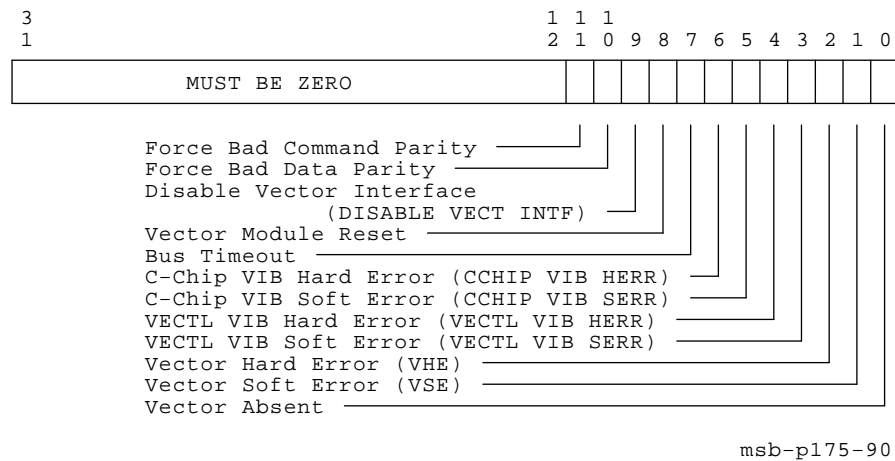 3 1 1 1
1 2 1 0 9 8 7 6 5 4 3 2 1 0
MUST BE ZERO
Force Bad Command Parity
Force Bad Data Parity
Disable Vector Interface
(DISABLE VECT INTF)
Vector Module Reset
Bus Timeout
C-Chip VIB Hard Error (CCHIP VIB HERR)
C-Chip VIB Soft Error (CCHIP VIB SERR)
VECTL VIB Hard Error (VECTL VIB HERR)
VECTL VIB Soft Error (VECTL VIB SERR)
Vector Hard Error (VHE)
Vector Soft Error (VSE)
Vector Absent
msb-p175-90